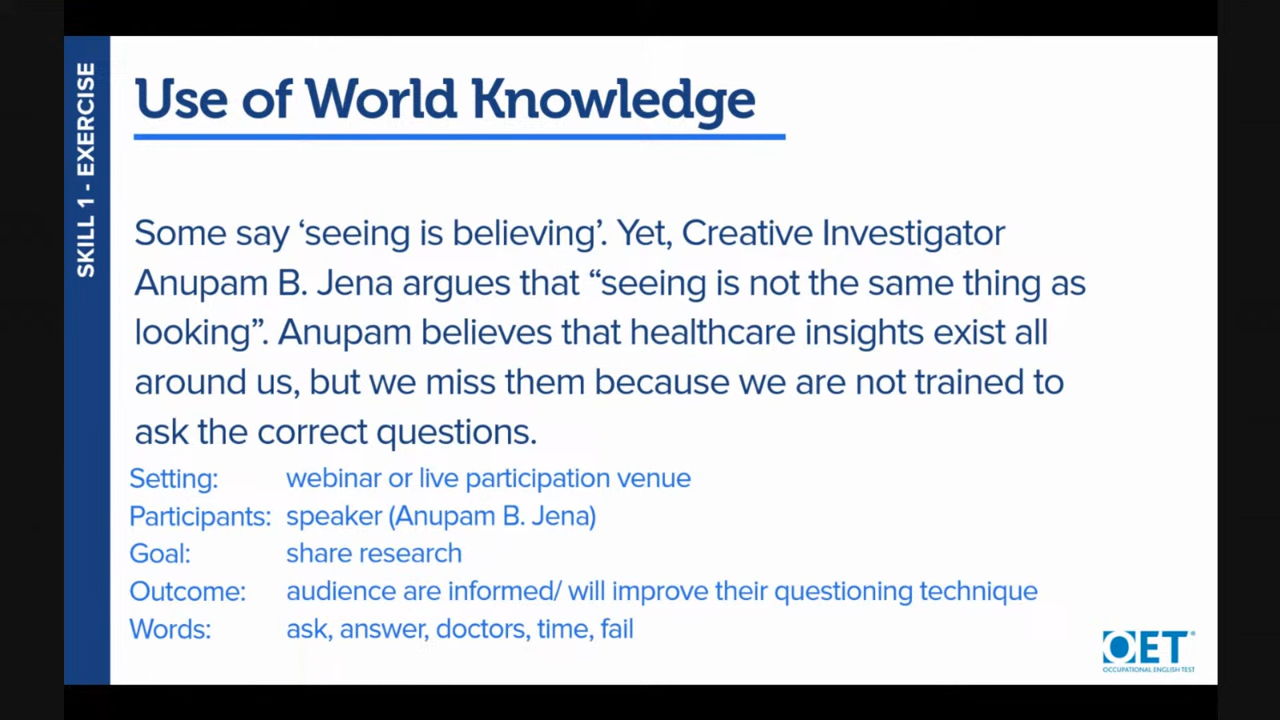 SKILL 1 - EXERCISE
Use of World Knowledge
Some say ‘seeing is believing’. Yet, Creative Investigator
Anupam B. Jena argues that “seeing is not the same thing as
looking”. Anupam believes that healthcare insights exist all
around us, but we miss them because we are not trained to
ask the correct questions.
Setting: webinar or live participation venue
Participants: speaker (Anupam B. Jena)
Goal: share research
Outcome: audience are informed/ will improve their questioning technique
Words: ask, answer, doctors, time, fail
OET®
OCCUPATIONAL ENGLISH TEST